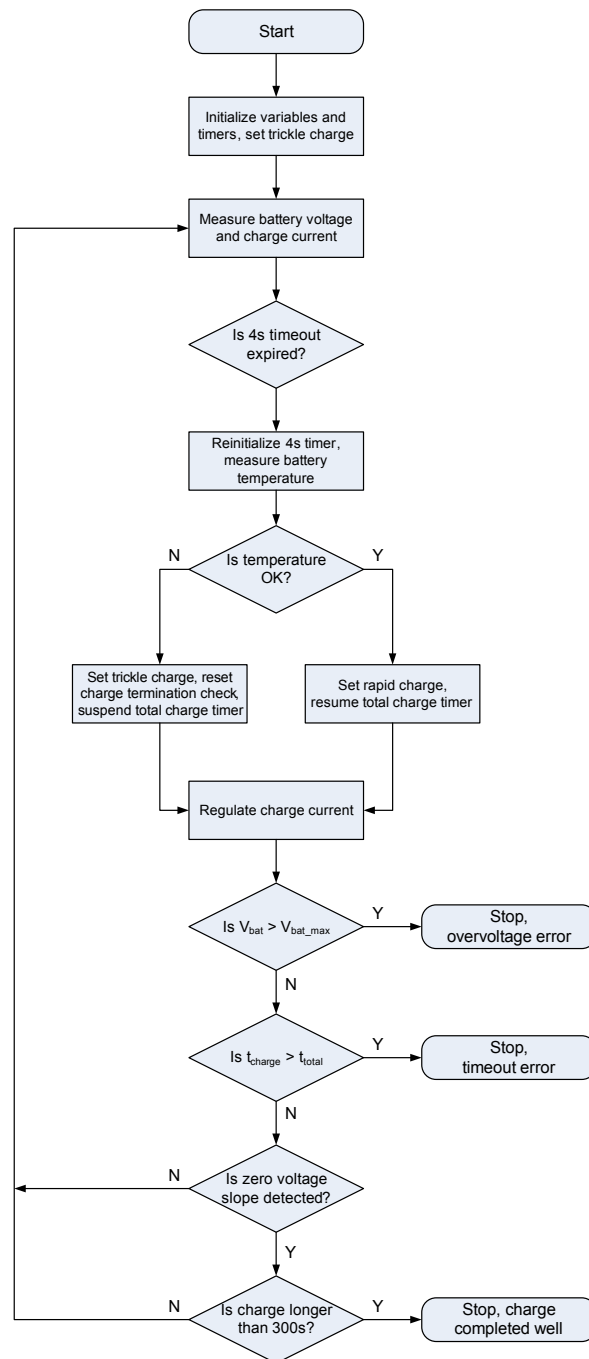 Start
Initialize variables and
timers, set trickle charge
Measure battery voltage
and charge current
Is 4s timeout
expired?
Reinitialize 4s timer,
measure battery
temperature
N
Is temperature
OK?
Y
Set trickle charge, reset
charge termination check,
suspend total charge timer
Set rapid charge,
resume total charge timer
Regulate charge current
Is Vbat > Vbat_max
Y
Stop,
overvoltage error
N
Is tcharge > ttotal
Y
Stop,
timeout error
N
N
Is zero voltage
slope detected?
Y
N
Is charge longer
than 300s?
Y
Stop, charge
completed well